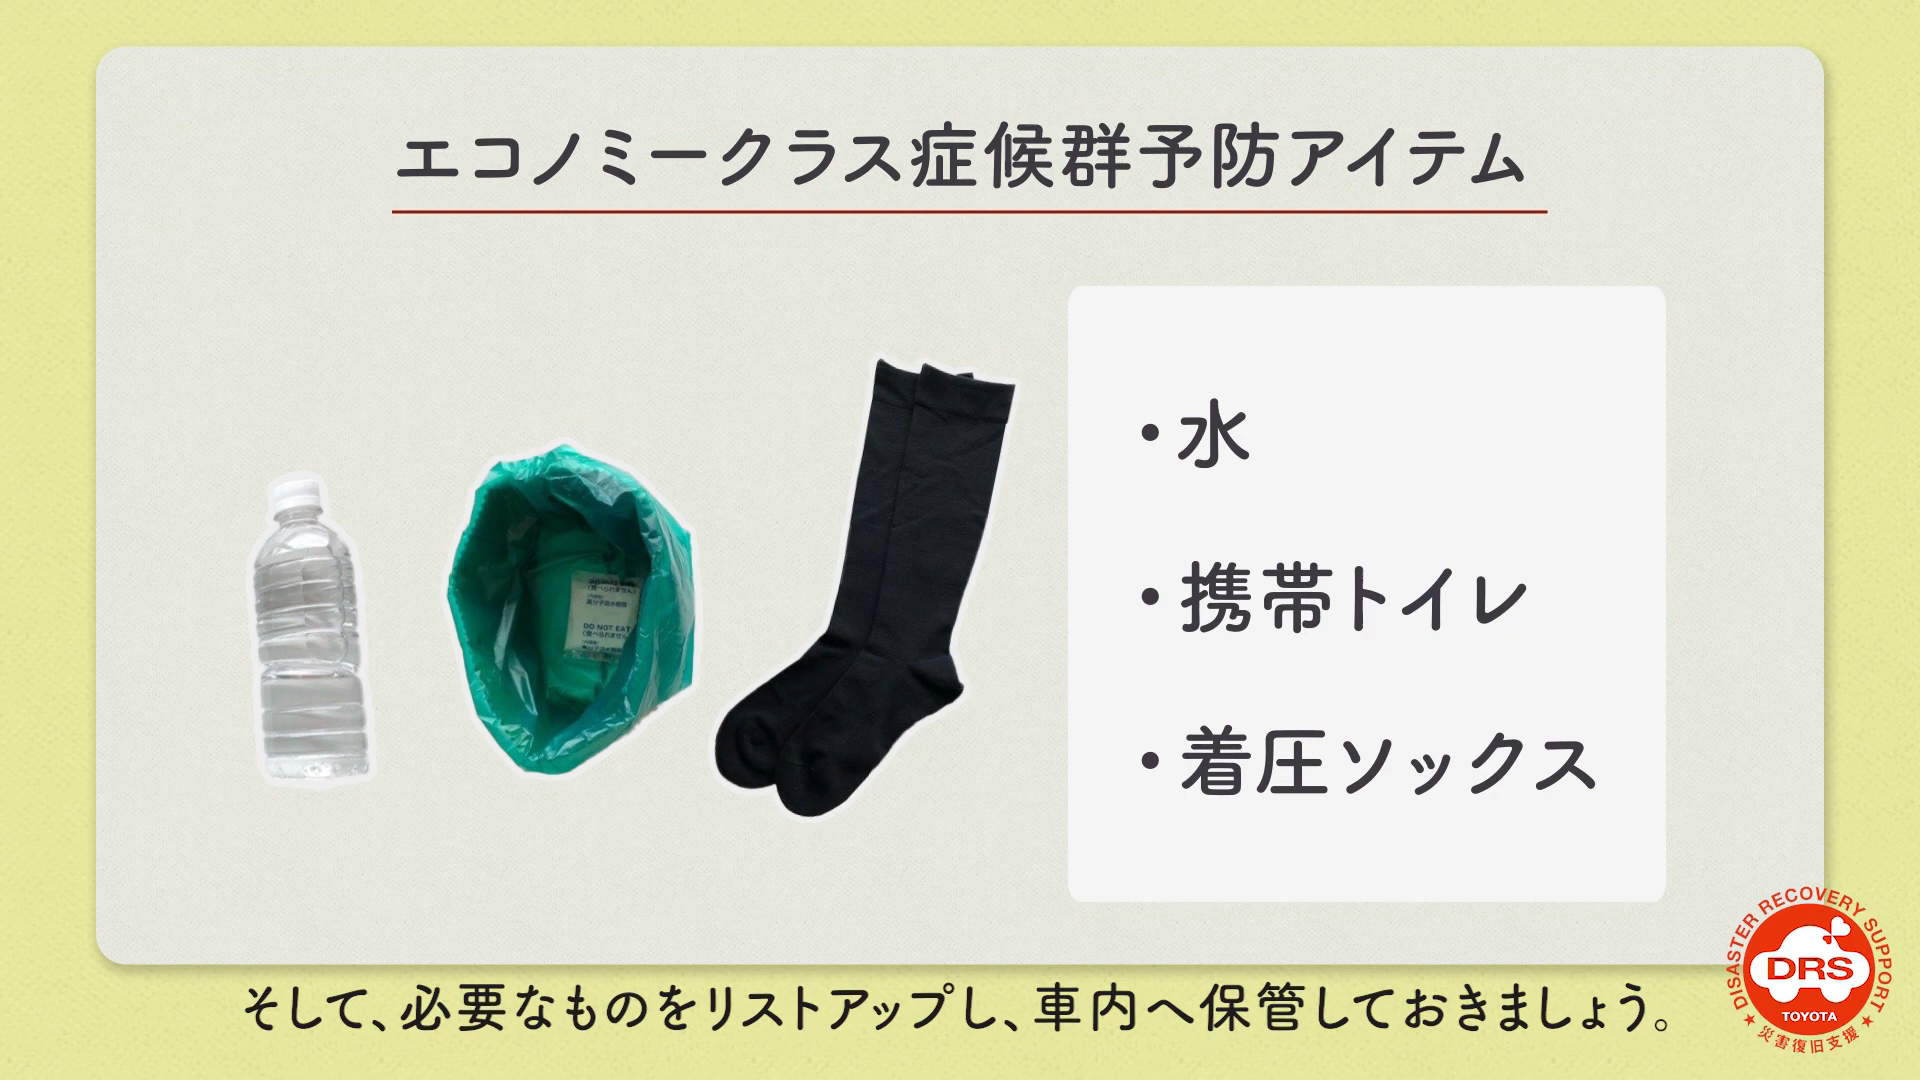 エコノミークラス症候群予防アイテム
・水
・携帯トイレ
・着圧ソックス
DO NOT EAT
そして、必要なものをリストアップし、車内へ保管しておきましょう。
DISASTER RECOVERY SUPPORT
DRS
TOYOTA
★災害復旧支援★